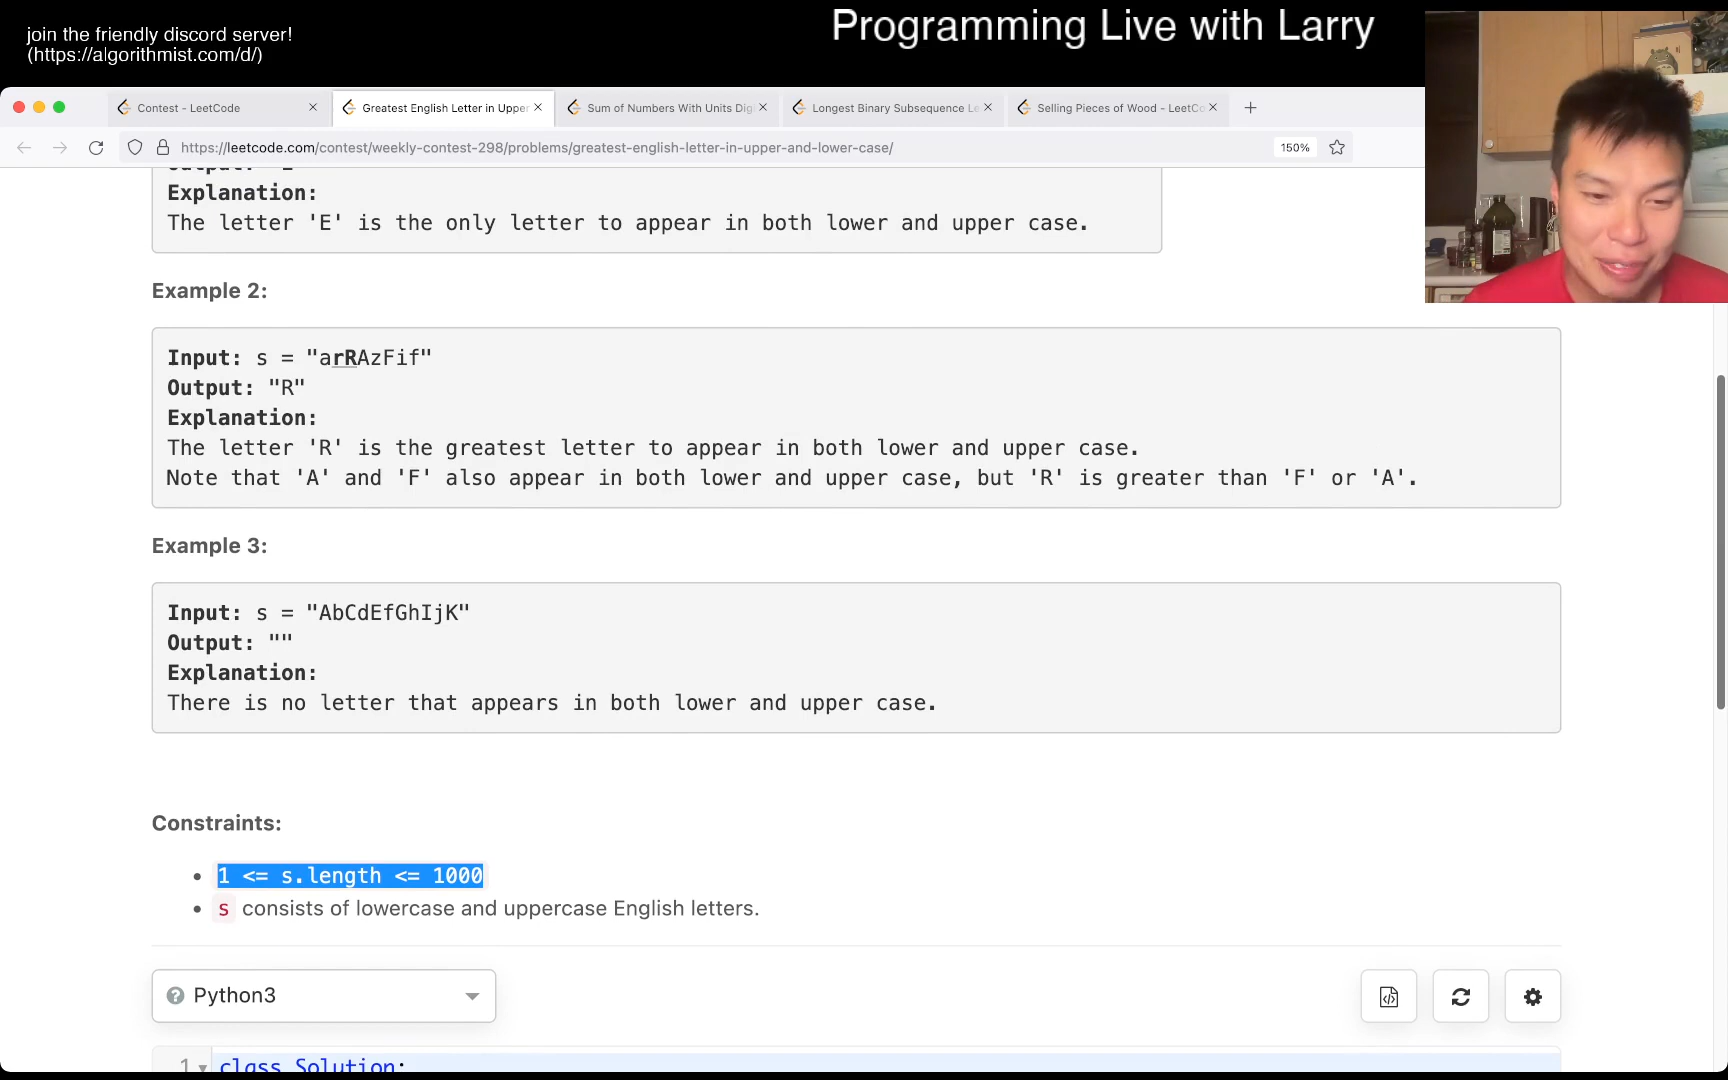 join the friendly discord server!
(https://algorithmist.com/d/)
Programming Live with Larry
Contest - LeetCode
Greatest English Letter in Upper
Sum of Numbers With Units Dig
Longest Binary Subsequence Le
Selling Pieces of Wood - LeetCo
https://leetcode.com/contest/weekly-contest-298/problems/greatest-english-letter-in-upper-and-lower-case/
150%
Explanation:
The letter 'E' is the only letter to appear in both lower and upper case.
Example 2:
Input: s = "arRAzFif"
Output: "R"
Explanation:
The letter 'R' is the greatest letter to appear in both lower and upper case.
Note that 'A' and 'F' also appear in both lower and upper case, but 'R' is greater than 'F' or 'A'.
Example 3:
Input: s = "AbCdEfGhIjK"
Output: ""
Explanation:
There is no letter that appears in both lower and upper case.
Constraints:
1 <= s.length <= 1000
s consists of lowercase and uppercase English letters.
Python3
1 class Solution: